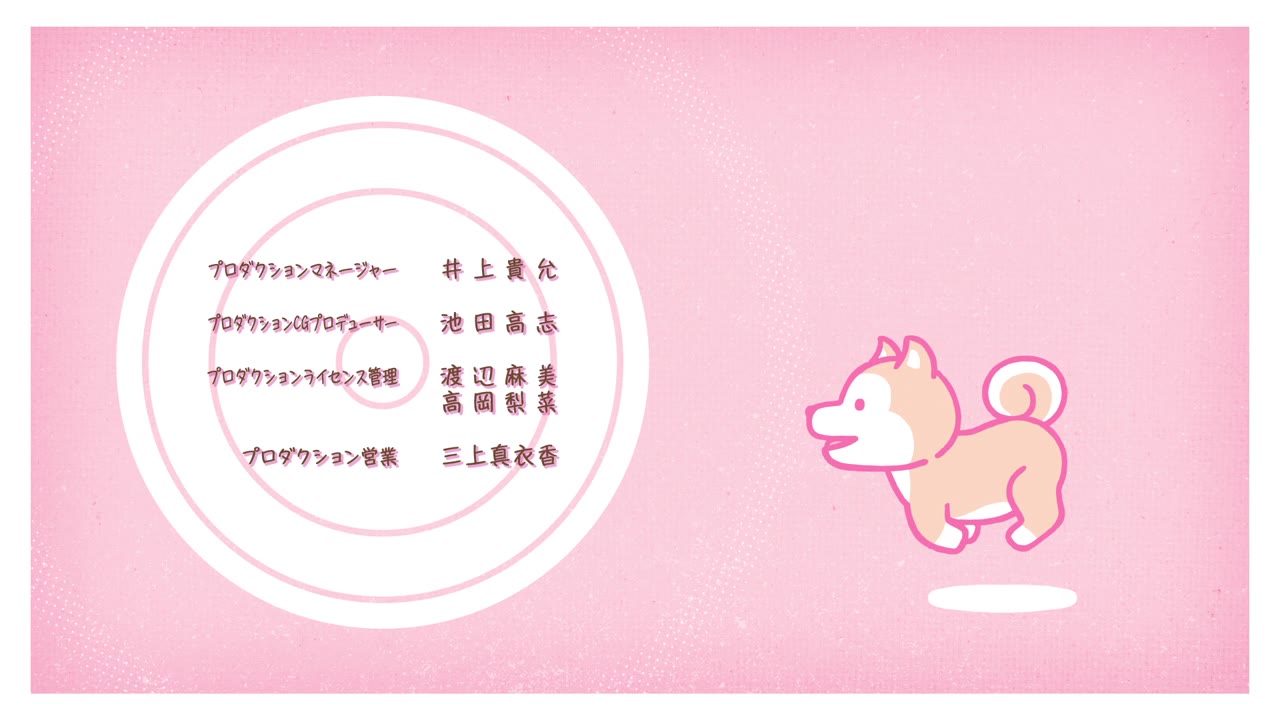 プロダクションマネージャー 井上貴允
プロダクションCGプロデューサー 池田高志
プロダクションライセンス管理 渡辺麻美
高岡梨菜
プロダクション営業 三上真衣香